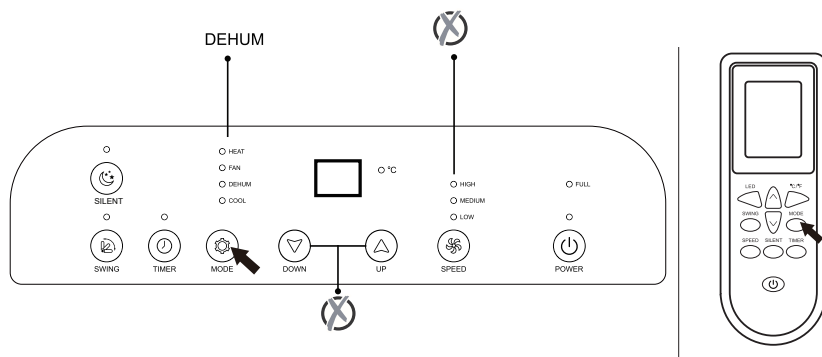 DEHUM
HEAT
FAN
DEHUM
COOL
°C
HIGH
MEDIUM
LOW
FULL
SILENT
SWING
TIMER
MODE
DOWN
UP
SPEED
POWER
LED
°C/°F
SWING
MODE
SPEED
SILENT
TIMER